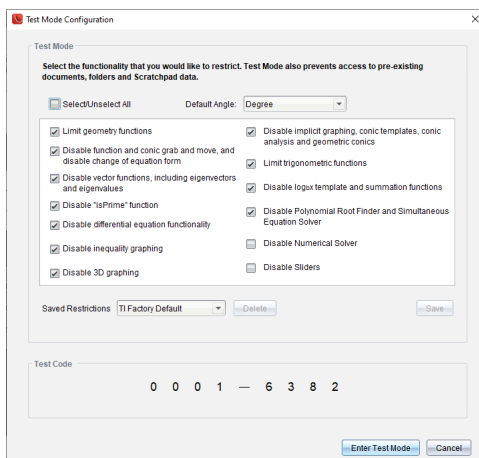 Test Mode Configuration
Test Mode
Select the functionality that you would like to restrict. Test Mode also prevents access to pre-existing
documents, folders and Scratchpad data.
Select/Unselect All
Default Angle:
Degree
Limit geometry functions
Disable function and conic grab and move, and
disable change of equation form
Disable vector functions, including eigenvectors
and eigenvalues
Disable "isPrime" function
Disable differential equation functionality
Disable inequality graphing
Disable 3D graphing
Disable implicit graphing, conic templates, conic
analysis and geometric conics
Limit trigonometric functions
Disable logux template and summation functions
Disable Polynomial Root Finder and Simultaneous
Equation Solver
Disable Numerical Solver
Disable Sliders
Saved Restrictions
TI Factory Default
Delete
Save
Test Code
0 0 0 1 — 6 3 8 2
Enter Test Mode
Cancel